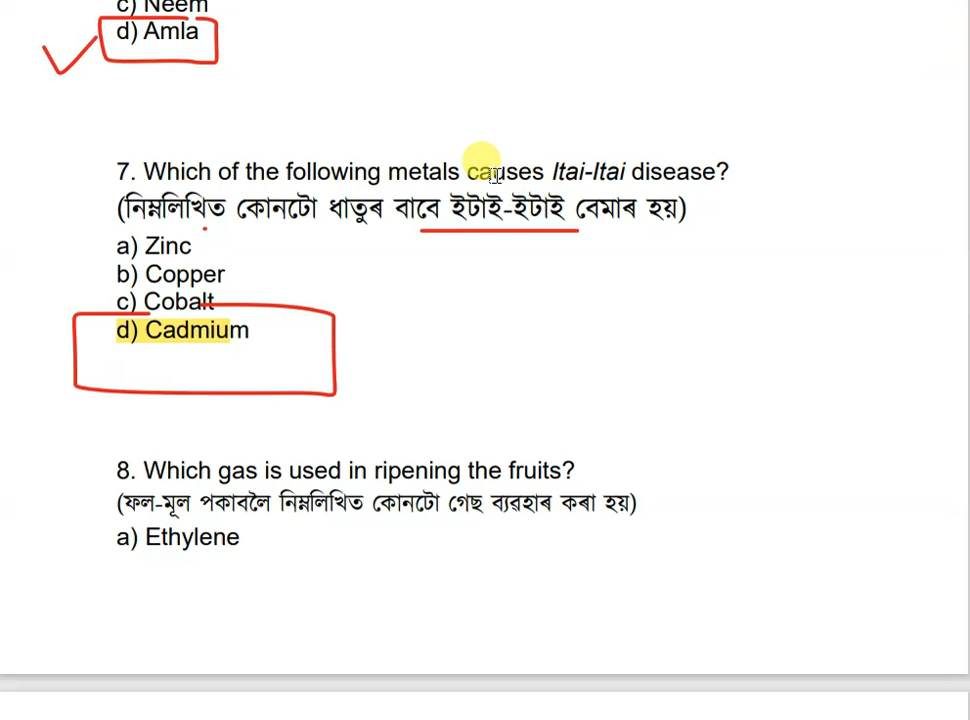 c) Neem
d) Amla
7. Which of the following metals causes Itai-Itai disease?
(নিম্নলিখিত কোনটো ধাতুৰ বাবে ইটাই-ইটাই বেমাৰ হয়)
a) Zinc
b) Copper
c) Cobalt
d) Cadmium
8. Which gas is used in ripening the fruits?
(ফল-মূল পকাবলৈ নিম্নলিখিত কোনটো গেছ ব্যৱহাৰ কৰা হয়)
a) Ethylene